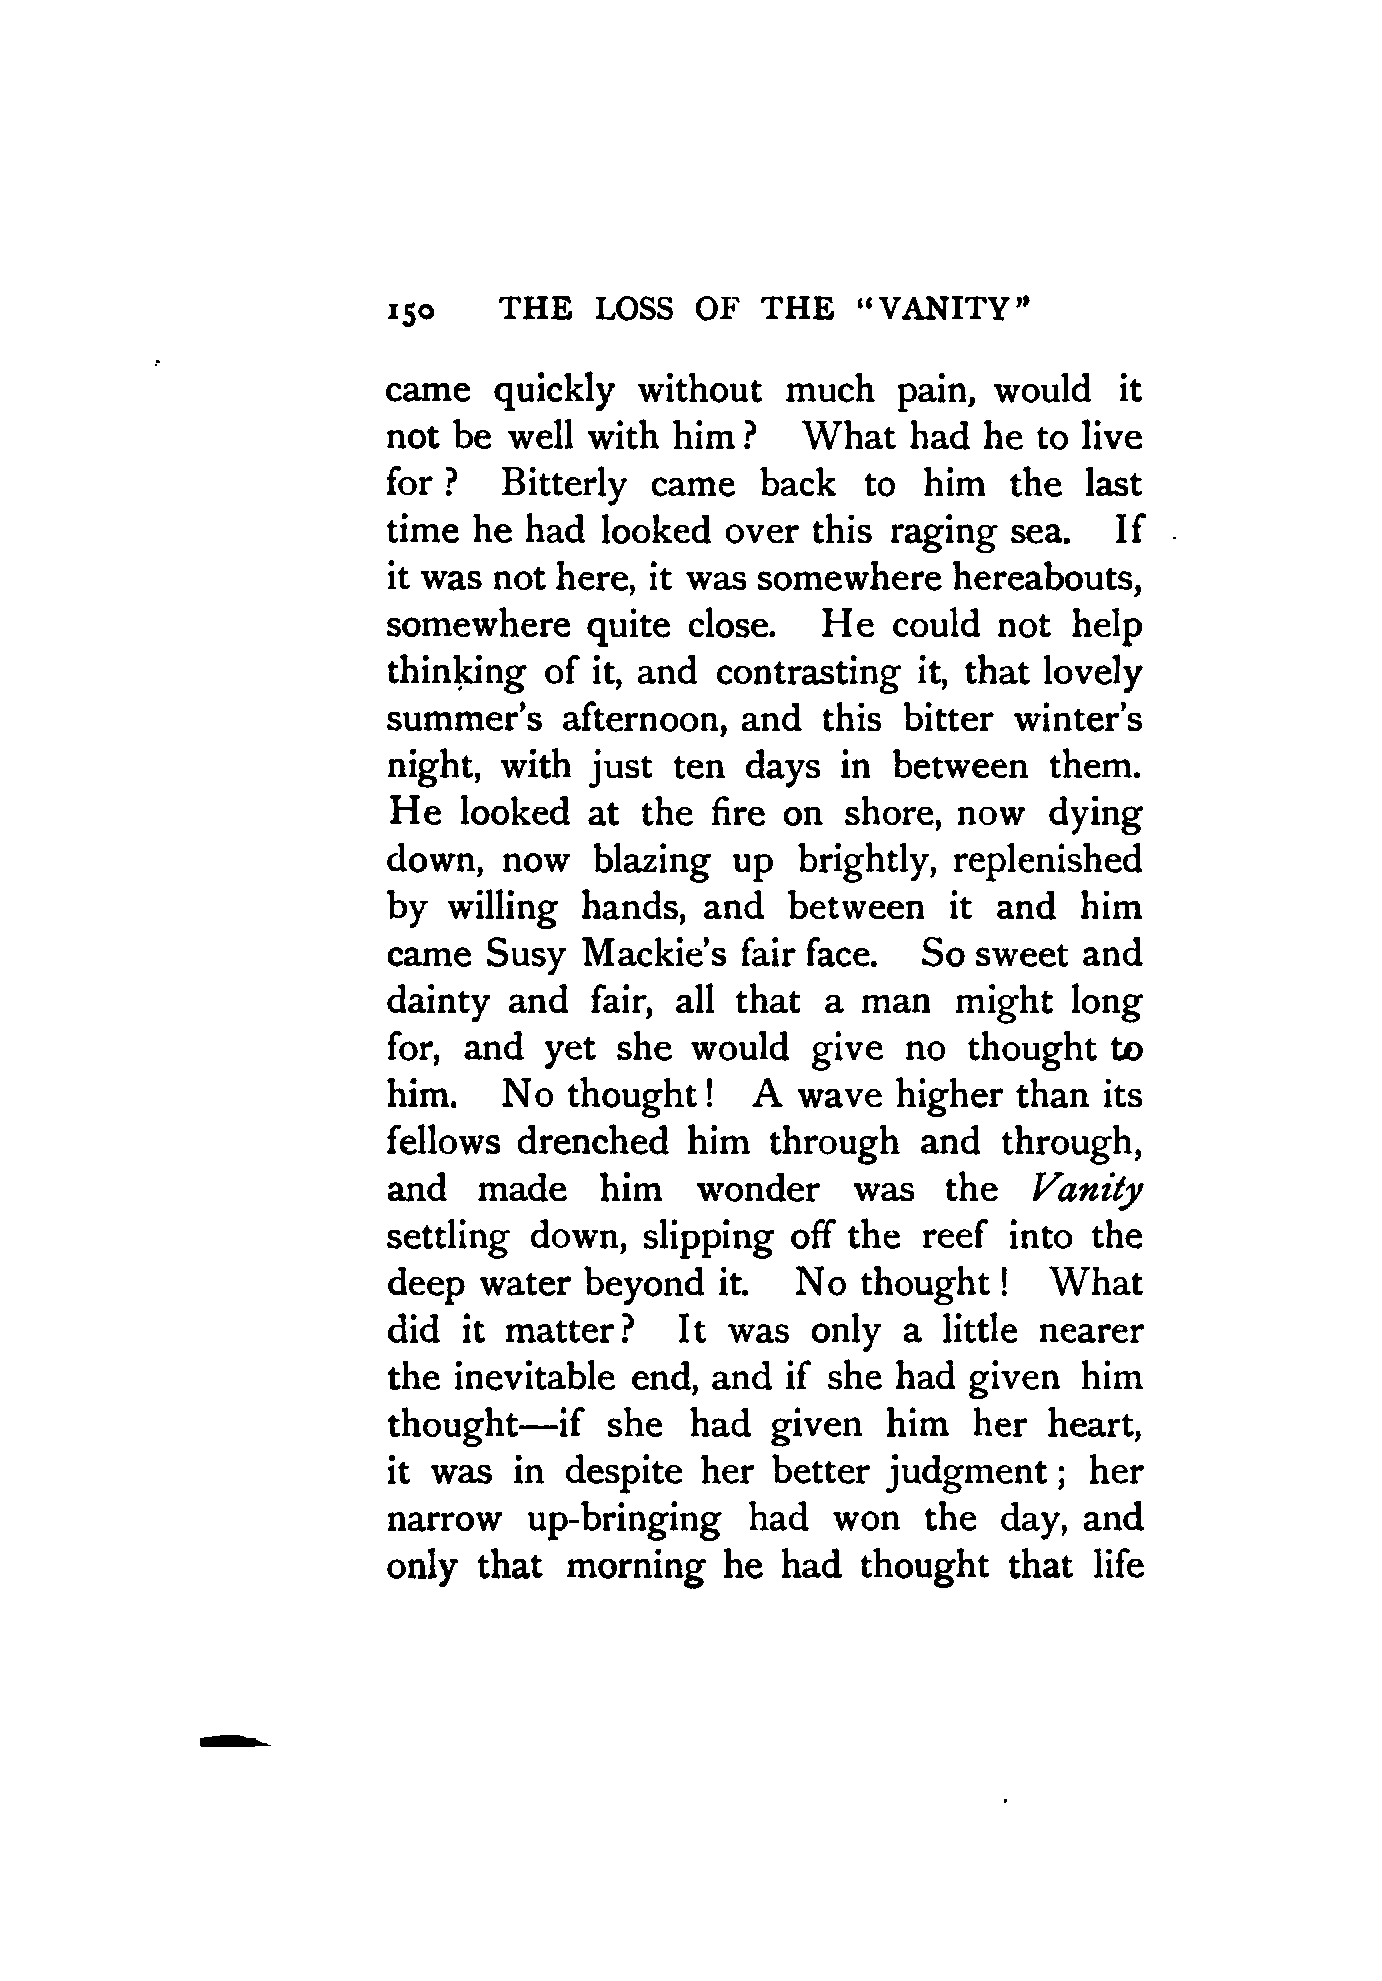 150 THE LOSS OF THE "VANITY"
came quickly without much pain, would it
not be well with him? What had he to live
for? Bitterly came back to him the last
time he had looked over this raging sea. If
it was not here, it was somewhere hereabouts,
somewhere quite close. He could not help
thinking of it, and contrasting it, that lovely
summer's afternoon, and this bitter winter's
night, with just ten days in between them.
He looked at the fire on shore, now dying
down, now blazing up brightly, replenished
by willing hands, and between it and him
came Susy Mackie's fair face. So sweet and
dainty and fair, all that a man might long
for, and yet she would give no thought to
him. No thought! A wave higher than its
fellows drenched him through and through,
and made him wonder was the Vanity
settling down, slipping off the reef into the
deep water beyond it. No thought! What
did it matter? It was only a little nearer
the inevitable end, and if she had given him
thought—if she had given him her heart,
it was in despite her better judgment; her
narrow up-bringing had won the day, and
only that morning he had thought that life